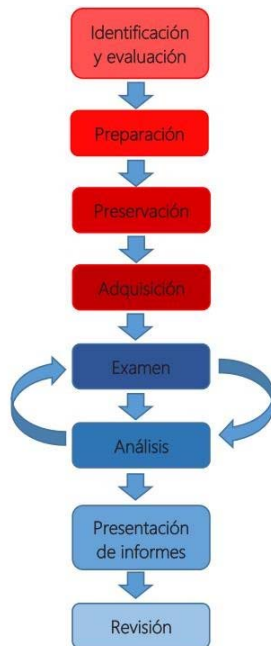 Identificación
y evaluación
Preparación
Preservación
Adquisición
Examen
Análisis
Presentación
de informes
Revisión